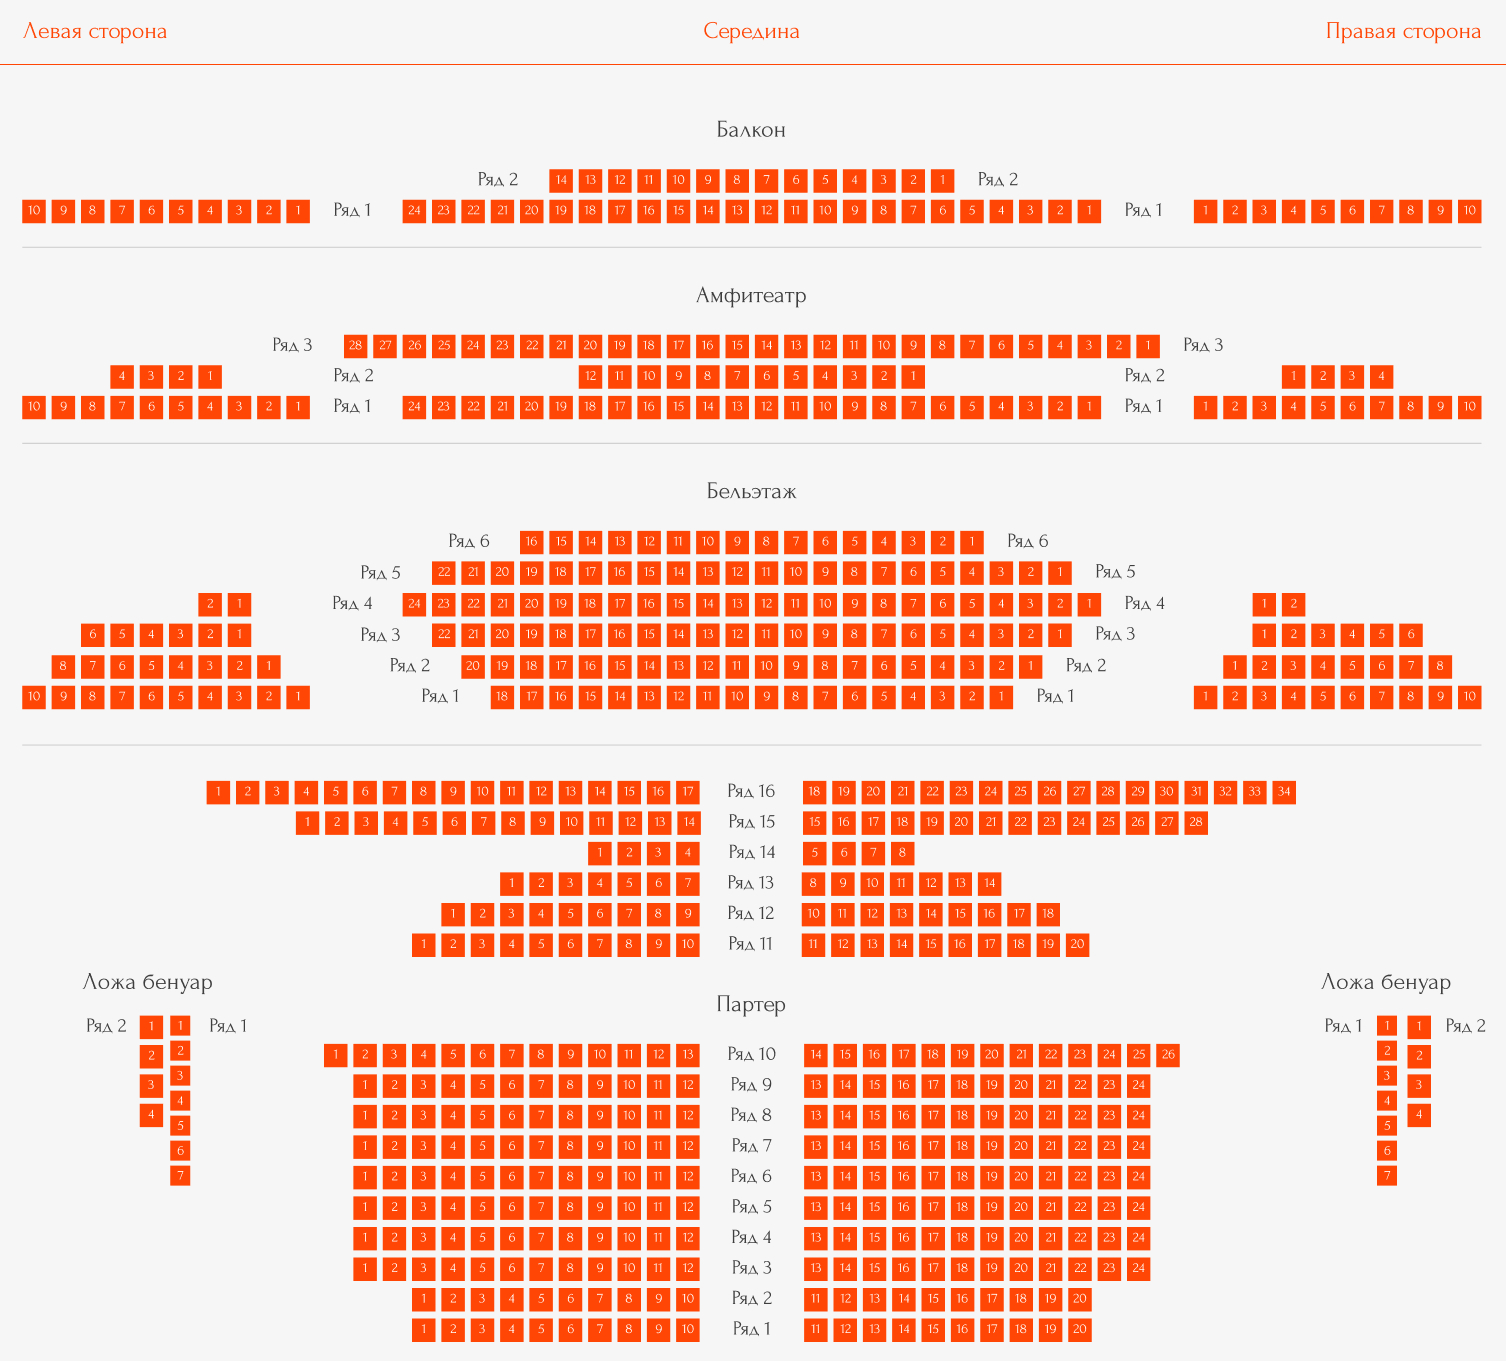 Левая сторона Середина Правая сторона
Балкон
Ряд 2 14 13 12 11 10 9 8 7 6 5 4 3 2 1 Ряд 2
10 9 8 7 6 5 4 3 2 1 Ряд 1 24 23 22 21 20 19 18 17 16 15 14 13 12 11 10 9 8 7 6 5 4 3 2 1 Ряд 1 1 2 3 4 5 6 7 8 9 10
Амфитеатр
Ряд 3 28 27 26 25 24 23 22 21 20 19 18 17 16 15 14 13 12 11 10 9 8 7 6 5 4 3 2 1 Ряд 3
4 3 2 1 Ряд 2 12 11 10 9 8 7 6 5 4 3 2 1 Ряд 2 1 2 3 4
10 9 8 7 6 5 4 3 2 1 Ряд 1 24 23 22 21 20 19 18 17 16 15 14 13 12 11 10 9 8 7 6 5 4 3 2 1 Ряд 1 1 2 3 4 5 6 7 8 9 10
Бельэтаж
Ряд 6 16 15 14 13 12 11 10 9 8 7 6 5 4 3 2 1 Ряд 6
Ряд 5 22 21 20 19 18 17 16 15 14 13 12 11 10 9 8 7 6 5 4 3 2 1 Ряд 5
2 1 Ряд 4 24 23 22 21 20 19 18 17 16 15 14 13 12 11 10 9 8 7 6 5 4 3 2 1 Ряд 4 1 2
6 5 4 3 2 1 Ряд 3 22 21 20 19 18 17 16 15 14 13 12 11 10 9 8 7 6 5 4 3 2 1 Ряд 3 1 2 3 4 5 6
8 7 6 5 4 3 2 1 Ряд 2 20 19 18 17 16 15 14 13 12 11 10 9 8 7 6 5 4 3 2 1 Ряд 2 1 2 3 4 5 6 7 8
10 9 8 7 6 5 4 3 2 1 Ряд 1 18 17 16 15 14 13 12 11 10 9 8 7 6 5 4 3 2 1 Ряд 1 1 2 3 4 5 6 7 8 9 10
1 2 3 4 5 6 7 8 9 10 11 12 13 14 15 16 17 Ряд 16 18 19 20 21 22 23 24 25 26 27 28 29 30 31 32 33 34
1 2 3 4 5 6 7 8 9 10 11 12 13 14 Ряд 15 15 16 17 18 19 20 21 22 23 24 25 26 27 28
1 2 3 4 Ряд 14 5 6 7 8
1 2 3 4 5 6 7 Ряд 13 8 9 10 11 12 13 14
1 2 3 4 5 6 7 8 9 Ряд 12 10 11 12 13 14 15 16 17 18
1 2 3 4 5 6 7 8 9 10 Ряд 11 11 12 13 14 15 16 17 18 19 20
Ложа бенуар
Ряд 2 1 1 Ряд 1
2 2
3 3
4 4
5
6
7
Ложа бенуар
Ряд 1 1 1 Ряд 2
2 2
3 3
4 4
5
6
7
Партер
1 2 3 4 5 6 7 8 9 10 11 12 13 Ряд 10 14 15 16 17 18 19 20 21 22 23 24 25 26
1 2 3 4 5 6 7 8 9 10 11 12 Ряд 9 13 14 15 16 17 18 19 20 21 22 23 24
1 2 3 4 5 6 7 8 9 10 11 12 Ряд 8 13 14 15 16 17 18 19 20 21 22 23 24
1 2 3 4 5 6 7 8 9 10 11 12 Ряд 7 13 14 15 16 17 18 19 20 21 22 23 24
1 2 3 4 5 6 7 8 9 10 11 12 Ряд 6 13 14 15 16 17 18 19 20 21 22 23 24
1 2 3 4 5 6 7 8 9 10 11 12 Ряд 5 13 14 15 16 17 18 19 20 21 22 23 24
1 2 3 4 5 6 7 8 9 10 11 12 Ряд 4 13 14 15 16 17 18 19 20 21 22 23 24
1 2 3 4 5 6 7 8 9 10 11 12 Ряд 3 13 14 15 16 17 18 19 20 21 22 23 24
1 2 3 4 5 6 7 8 9 10 Ряд 2 11 12 13 14 15 16 17 18 19 20
1 2 3 4 5 6 7 8 9 10 Ряд 1 11 12 13 14 15 16 17 18 19 20